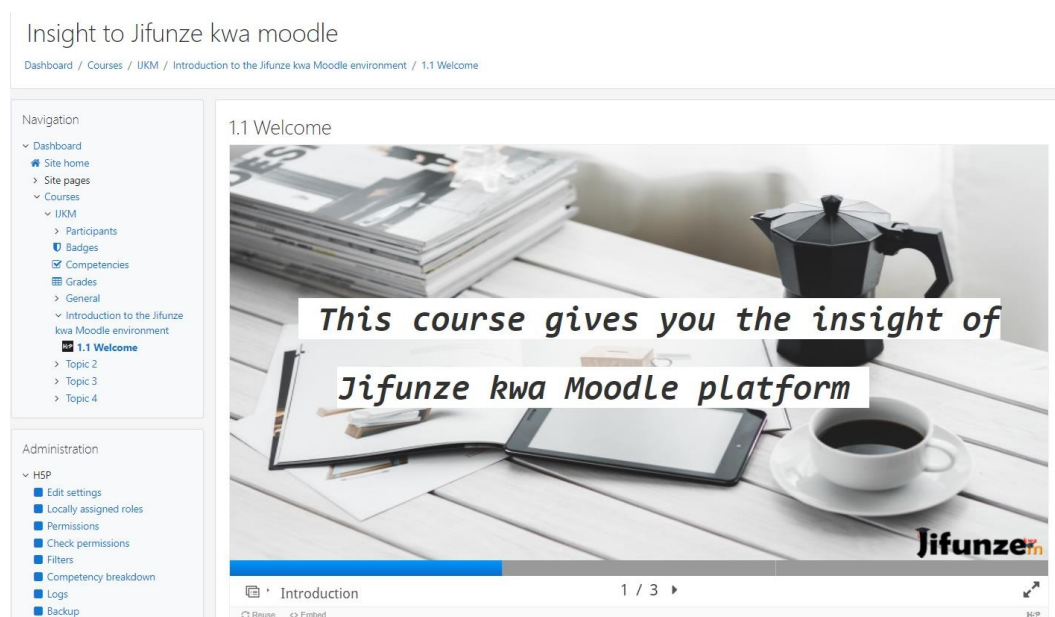 Insight to Jifunze kwa moodle
Dashboard / Courses / IJKM / Introduction to the Jifunze kwa Moodle environment / 1.1 Welcome
Navigation
Dashboard
Site home
Site pages
Courses
IJKM
Participants
Badges
Competencies
Grades
General
Introduction to the Jifunze
kwa Moodle environment
H5P 1.1 Welcome
Topic 2
Topic 3
Topic 4
Administration
H5P
Edit settings
Locally assigned roles
Permissions
Check permissions
Filters
Competency breakdown
Logs
Backup
1.1 Welcome
This course gives you the insight of
Jifunze kwa Moodle platform
Introduction
1 / 3
Reuse <> Embed
H5P